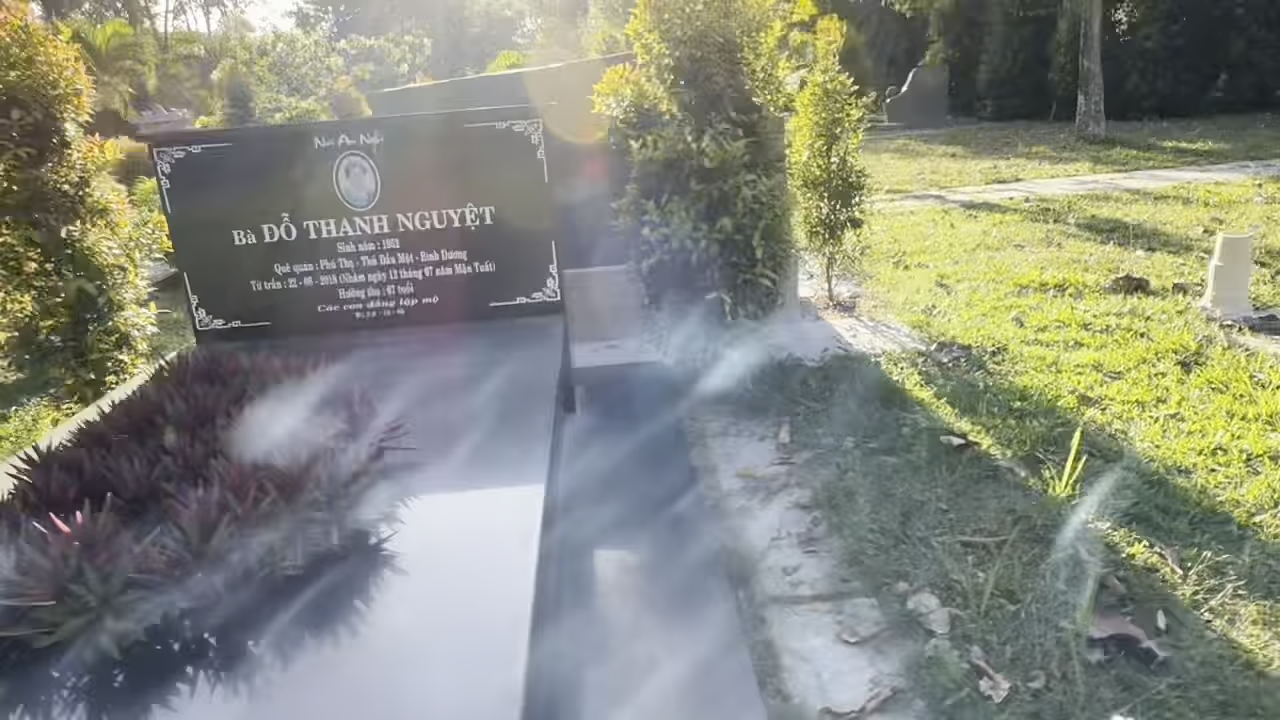 Nơi An Nghỉ
Bà ĐỖ THANH NGUYỆT
Sinh năm : 1952
Quê quán : Phú Thọ - Thủ Dầu Một - Bình Dương
Từ trần : 22 - 08 - 2018 (Nhằm ngày 12 tháng 07 năm Mậu Tuất)
Hưởng thọ : 67 tuổi
Các con đồng lập mộ